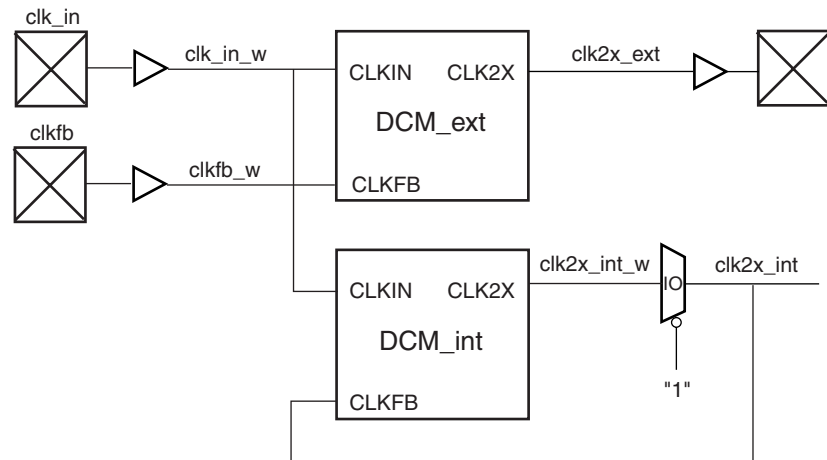 clk_in
clk_in_w
clk2x_ext
CLKIN
CLK2X
DCM_ext
clkfb
clkfb_w
CLKFB
clk2x_int_w
clk2x_int
CLKIN
CLK2X
IO
DCM_int
"1"
CLKFB